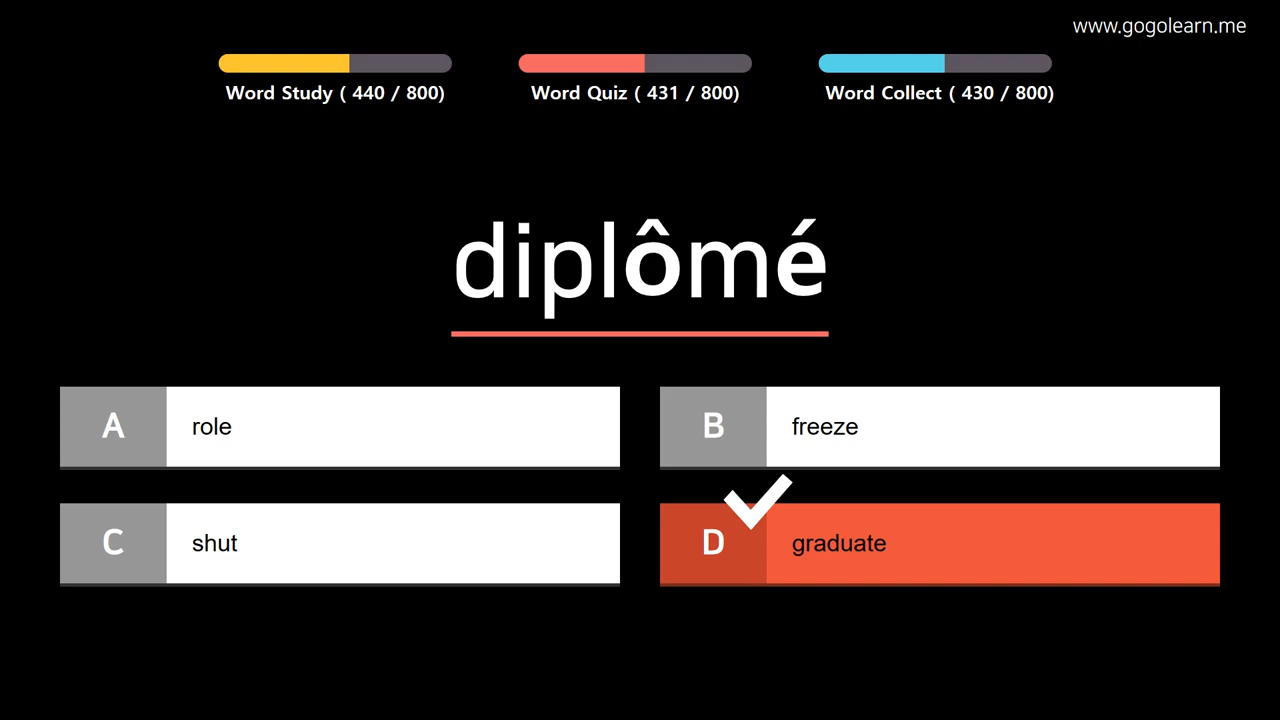 www.gogolearn.me
Word Study ( 440 / 800)
Word Quiz ( 431 / 800)
Word Collect ( 430 / 800)
diplômé
A role
B freeze
C shut
D graduate